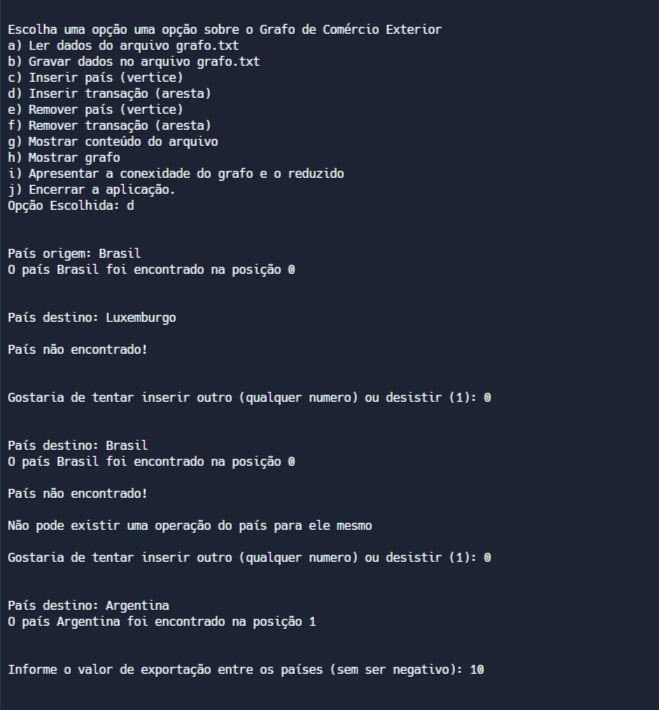 Escolha uma opção uma opção sobre o Grafo de Comércio Exterior
a) Ler dados do arquivo grafo.txt
b) Gravar dados no arquivo grafo.txt
c) Inserir país (vertice)
d) Inserir transação (aresta)
e) Remover país (vertice)
f) Remover transação (aresta)
g) Mostrar conteúdo do arquivo
h) Mostrar grafo
i) Apresentar a conexidade do grafo e o reduzido
j) Encerrar a aplicação.
Opção Escolhida: d
País origem: Brasil
O país Brasil foi encontrado na posição 0
País destino: Luxemburgo
País não encontrado!
Gostaria de tentar inserir outro (qualquer numero) ou desistir (1): 0
País destino: Brasil
O país Brasil foi encontrado na posição 0
País não encontrado!
Não pode existir uma operação do país para ele mesmo
Gostaria de tentar inserir outro (qualquer numero) ou desistir (1): 0
País destino: Argentina
O país Argentina foi encontrado na posição 1
Informe o valor de exportação entre os países (sem ser negativo): 10